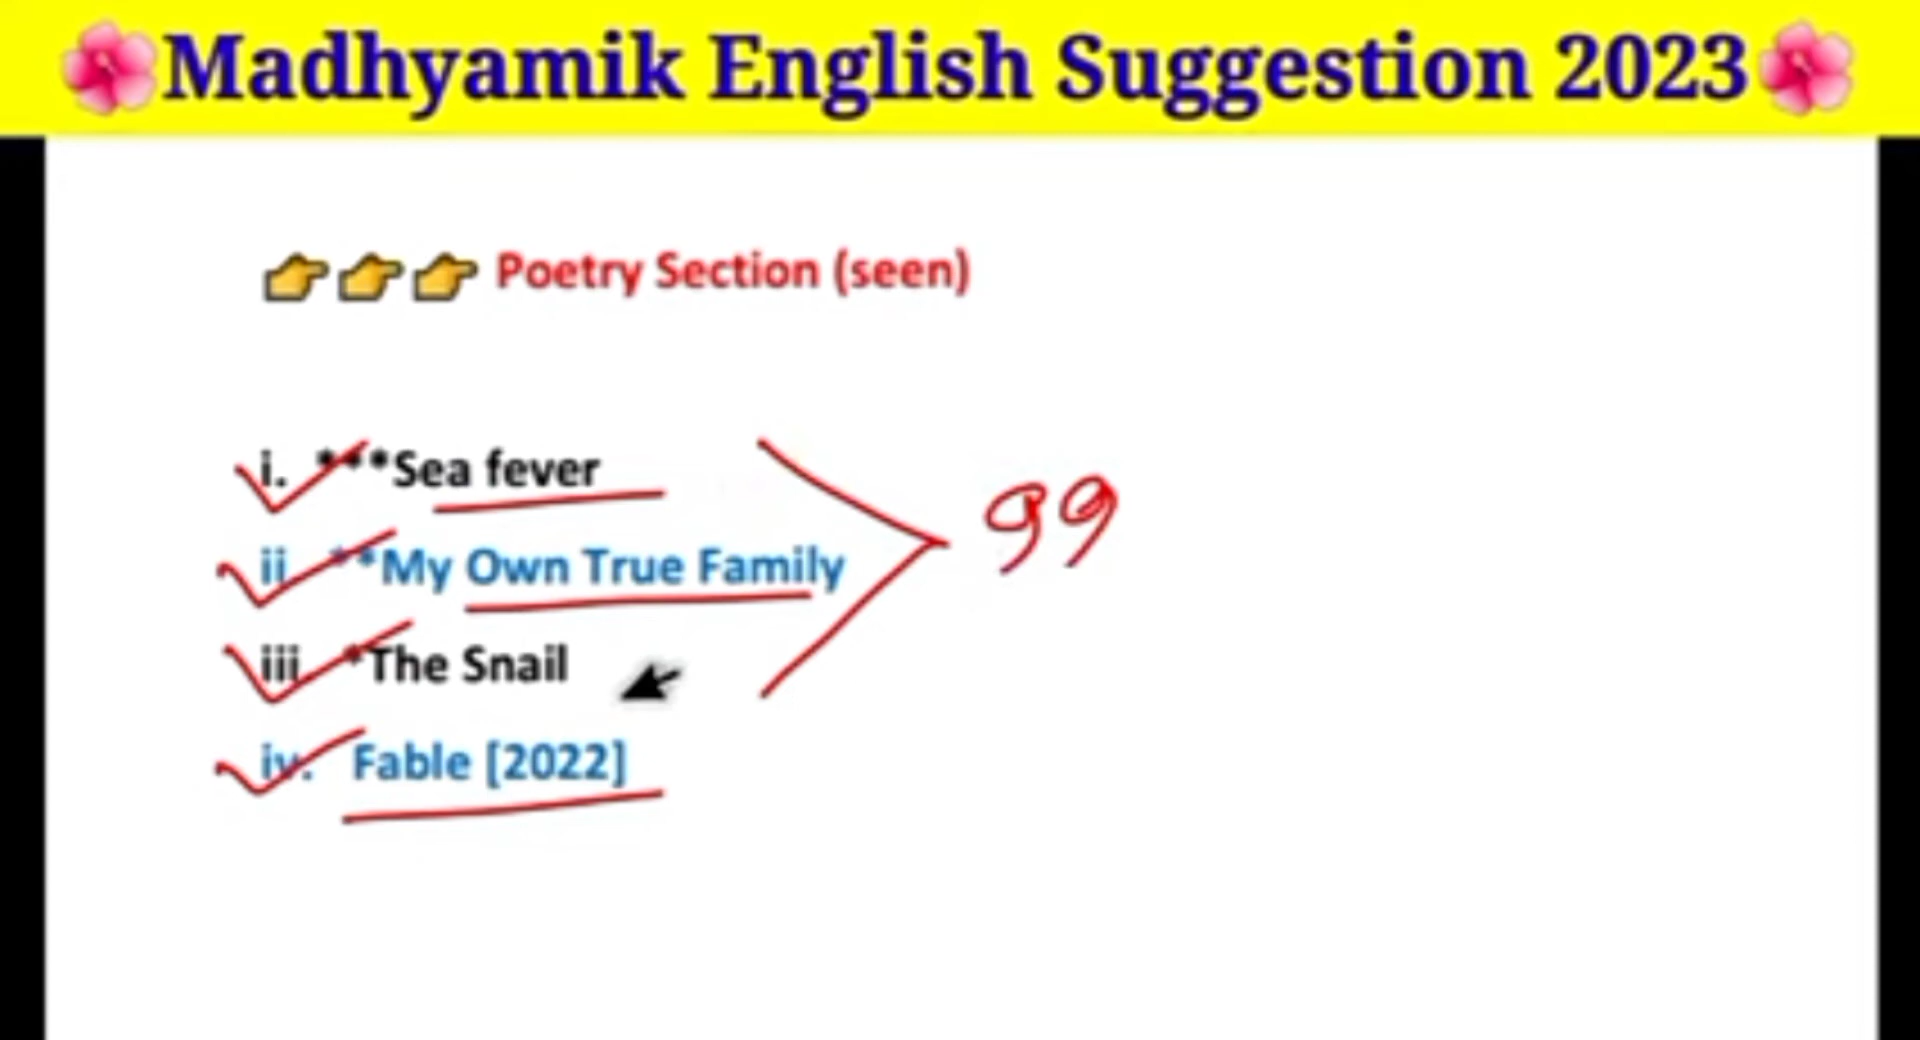 Madhyamik English Suggestion 2023
Poetry Section (seen)
i. ***Sea fever
ii **My Own True Family
99
iii *The Snail
iv. Fable [2022]